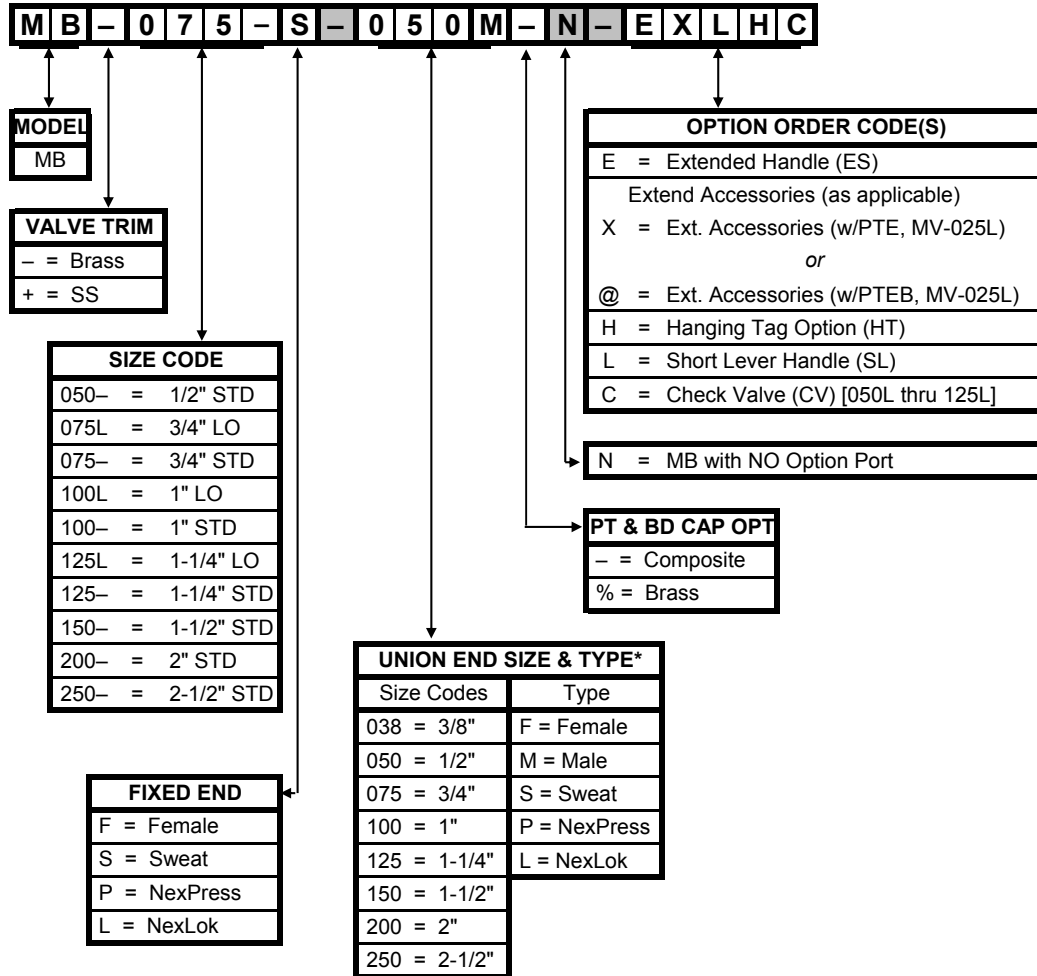 MB–075–S–050M–N–EXLHC
MODEL
MB
VALVE TRIM
– = Brass
+ = SS
SIZE CODE
050– = 1/2" STD
075L = 3/4" LO
075– = 3/4" STD
100L = 1" LO
100– = 1" STD
125L = 1-1/4" LO
125– = 1-1/4" STD
150– = 1-1/2" STD
200– = 2" STD
250– = 2-1/2" STD
FIXED END
F = Female
S = Sweat
P = NexPress
L = NexLok
UNION END SIZE & TYPE*
Size Codes Type
038 = 3/8" F = Female
050 = 1/2" M = Male
075 = 3/4" S = Sweat
100 = 1" P = NexPress
125 = 1-1/4" L = NexLok
150 = 1-1/2"
200 = 2"
250 = 2-1/2"
PT & BD CAP OPT
– = Composite
% = Brass
N = MB with NO Option Port
OPTION ORDER CODE(S)
E = Extended Handle (ES)
Extend Accessories (as applicable)
X = Ext. Accessories (w/PTE, MV-025L)
or
@ = Ext. Accessories (w/PTEB, MV-025L)
H = Hanging Tag Option (HT)
L = Short Lever Handle (SL)
C = Check Valve (CV) [050L thru 125L]